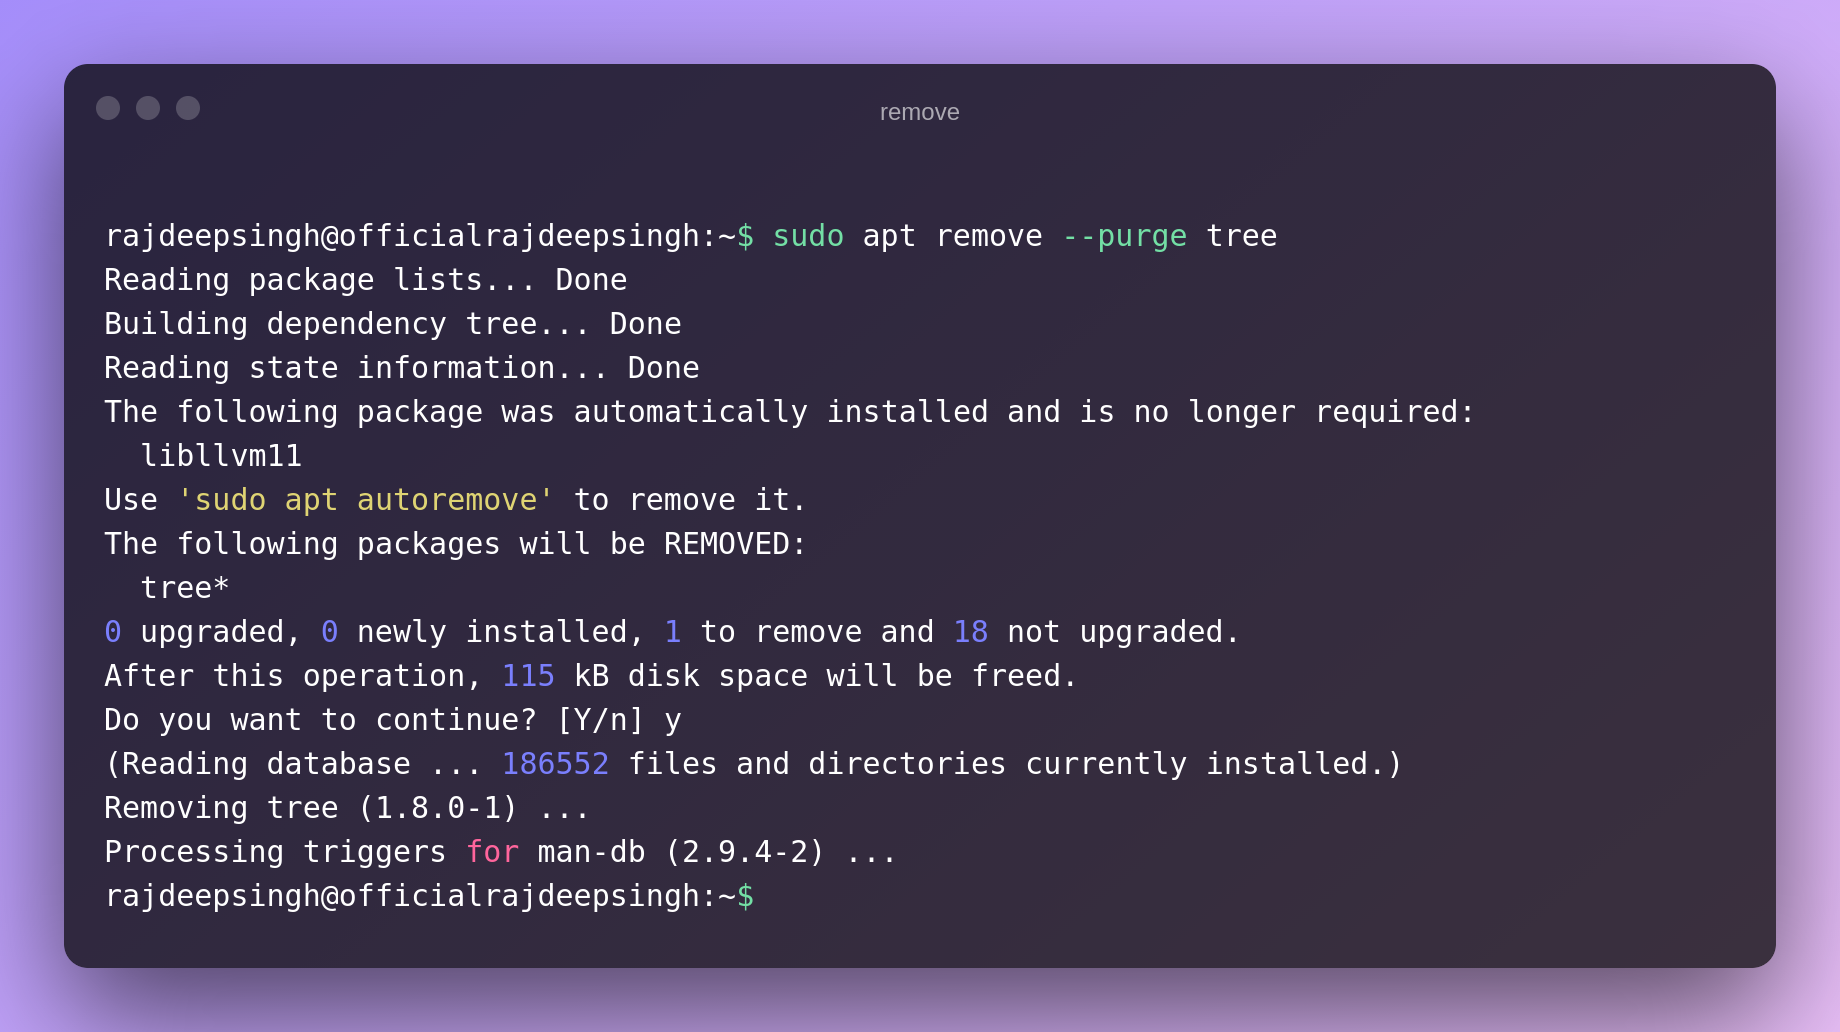 remove
rajdeepsingh@officialrajdeepsingh:~$ sudo apt remove --purge tree
Reading package lists... Done
Building dependency tree... Done
Reading state information... Done
The following package was automatically installed and is no longer required:
  libllvm11
Use 'sudo apt autoremove' to remove it.
The following packages will be REMOVED:
  tree*
0 upgraded, 0 newly installed, 1 to remove and 18 not upgraded.
After this operation, 115 kB disk space will be freed.
Do you want to continue? [Y/n] y
(Reading database ... 186552 files and directories currently installed.)
Removing tree (1.8.0-1) ...
Processing triggers for man-db (2.9.4-2) ...
rajdeepsingh@officialrajdeepsingh:~$